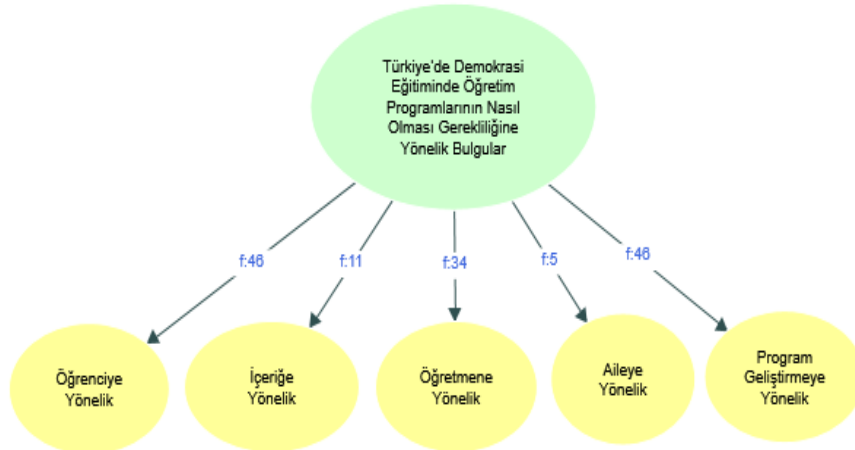 Türkiye'de Demokrasi
Eğitiminde Öğretim
Programlarının Nasıl
Olması Gerekliliğine
Yönelik Bulgular
f:46
f:11
f:34
f:5
f:46
Öğrenciye
Yönelik
İçeriğe
Yönelik
Öğretmene
Yönelik
Aileye
Yönelik
Program
Geliştirmeye
Yönelik